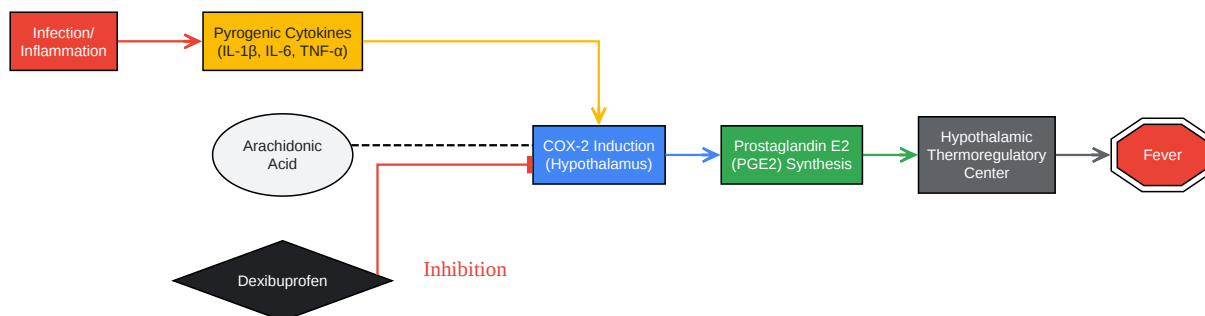 Infection/
Inflammation
Pyrogenic Cytokines
(IL-1β, IL-6, TNF-α)
Arachidonic
Acid
COX-2 Induction
(Hypothalamus)
Prostaglandin E2
(PGE2) Synthesis
Hypothalamic
Thermoregulatory
Center
Fever
Dexibuprofen
Inhibition